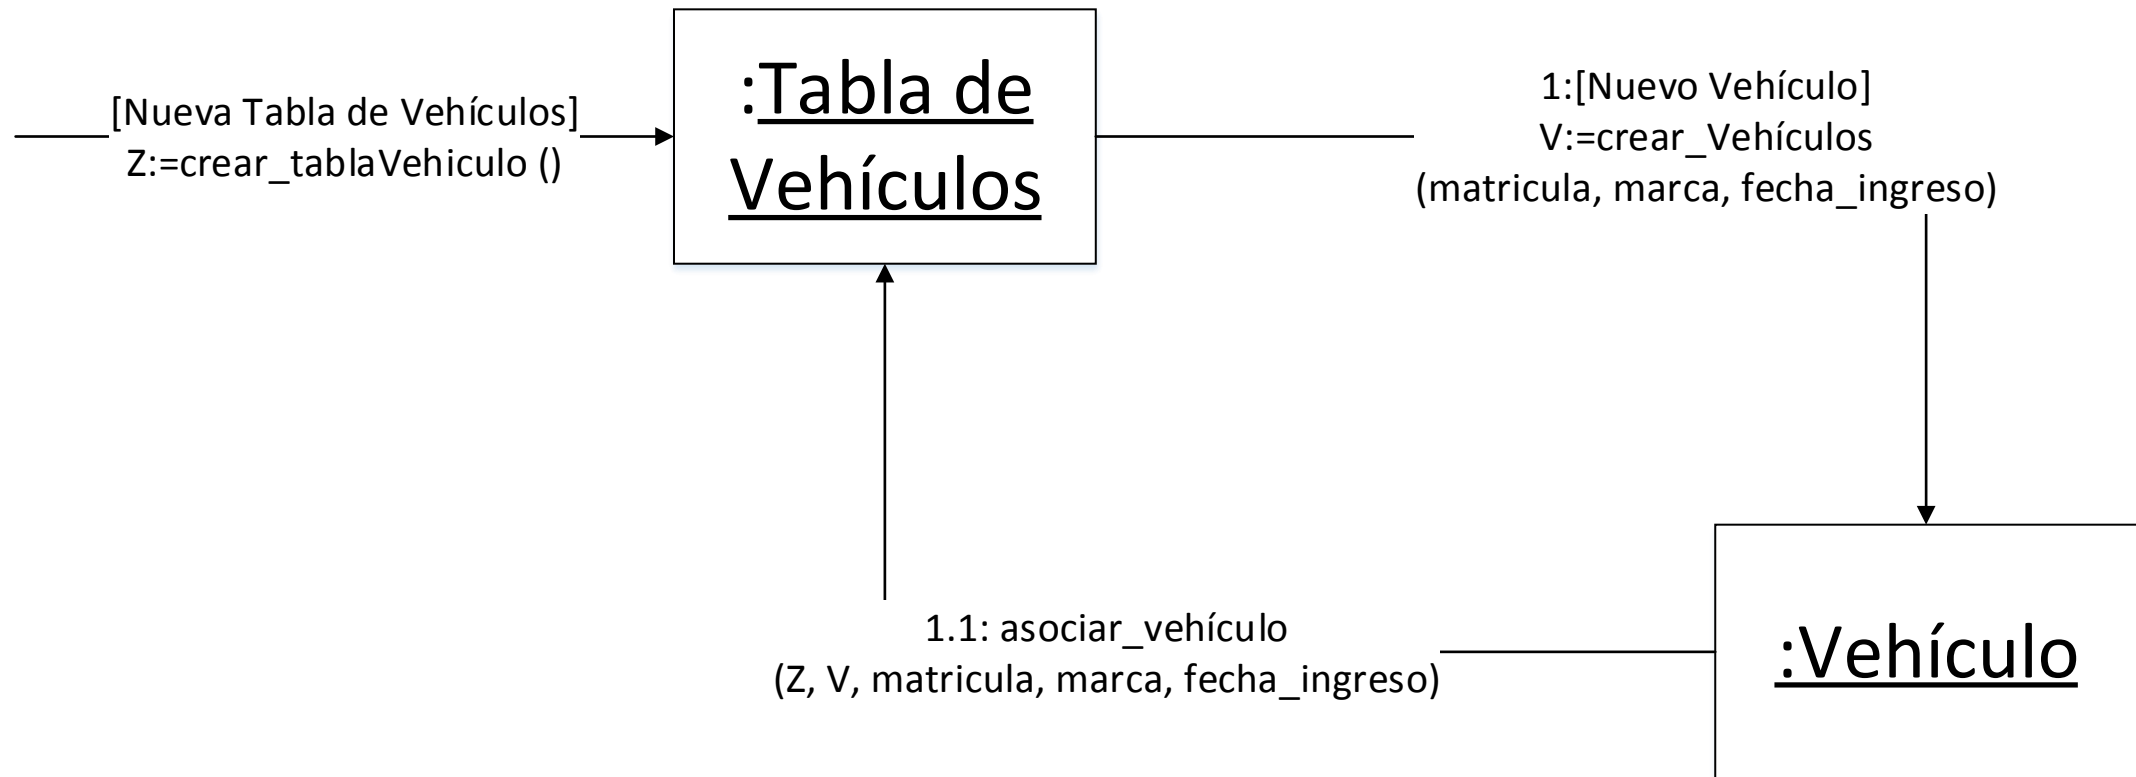 [Nueva Tabla de Vehículos]
Z:=crear_tablaVehiculo ()
:Tabla de
Vehículos
1:[Nuevo Vehículo]
V:=crear_Vehículos
(matricula, marca, fecha_ingreso)
1.1: asociar_vehículo
(Z, V, matricula, marca, fecha_ingreso)
:Vehículo